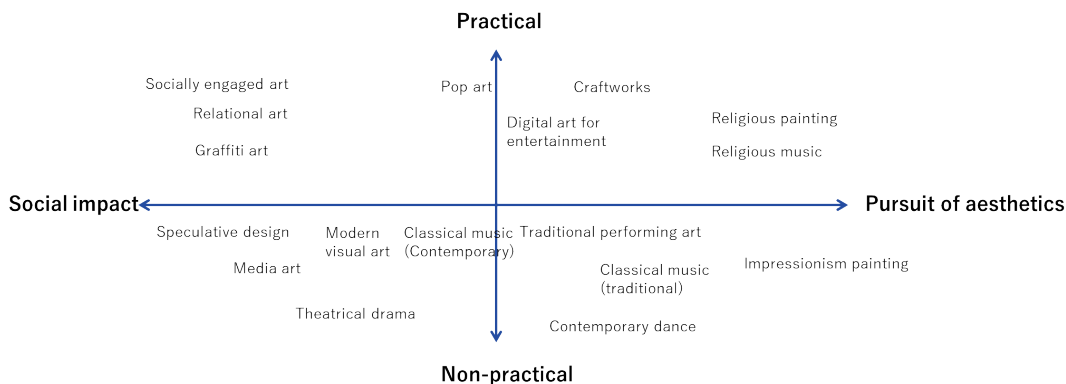 Practical
Socially engaged art
Pop art
Craftworks
Relational art
Digital art for
entertainment
Religious painting
Graffiti art
Religious music
Social impact
Pursuit of aesthetics
Speculative design
Modern
visual art
Classical music
(Contemporary)
Traditional performing art
Media art
Classical music
(traditional)
Impressionism painting
Theatrical drama
Contemporary dance
Non-practical